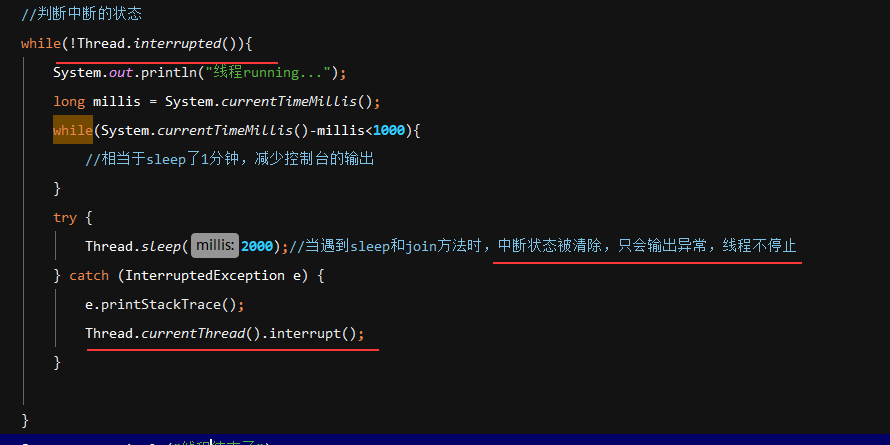 //判断中断的状态
while(!Thread.interrupted()){
System.out.println("线程running...");
long millis = System.currentTimeMillis();
while(System.currentTimeMillis()-millis<1000){
//相当于sleep了1分钟，减少控制台的输出
}
try {
Thread.sleep( millis: 2000);//当遇到sleep和join方法时，中断状态被清除，只会输出异常，线程不停止
} catch (InterruptedException e) {
e.printStackTrace();
Thread.currentThread().interrupt();
}
}